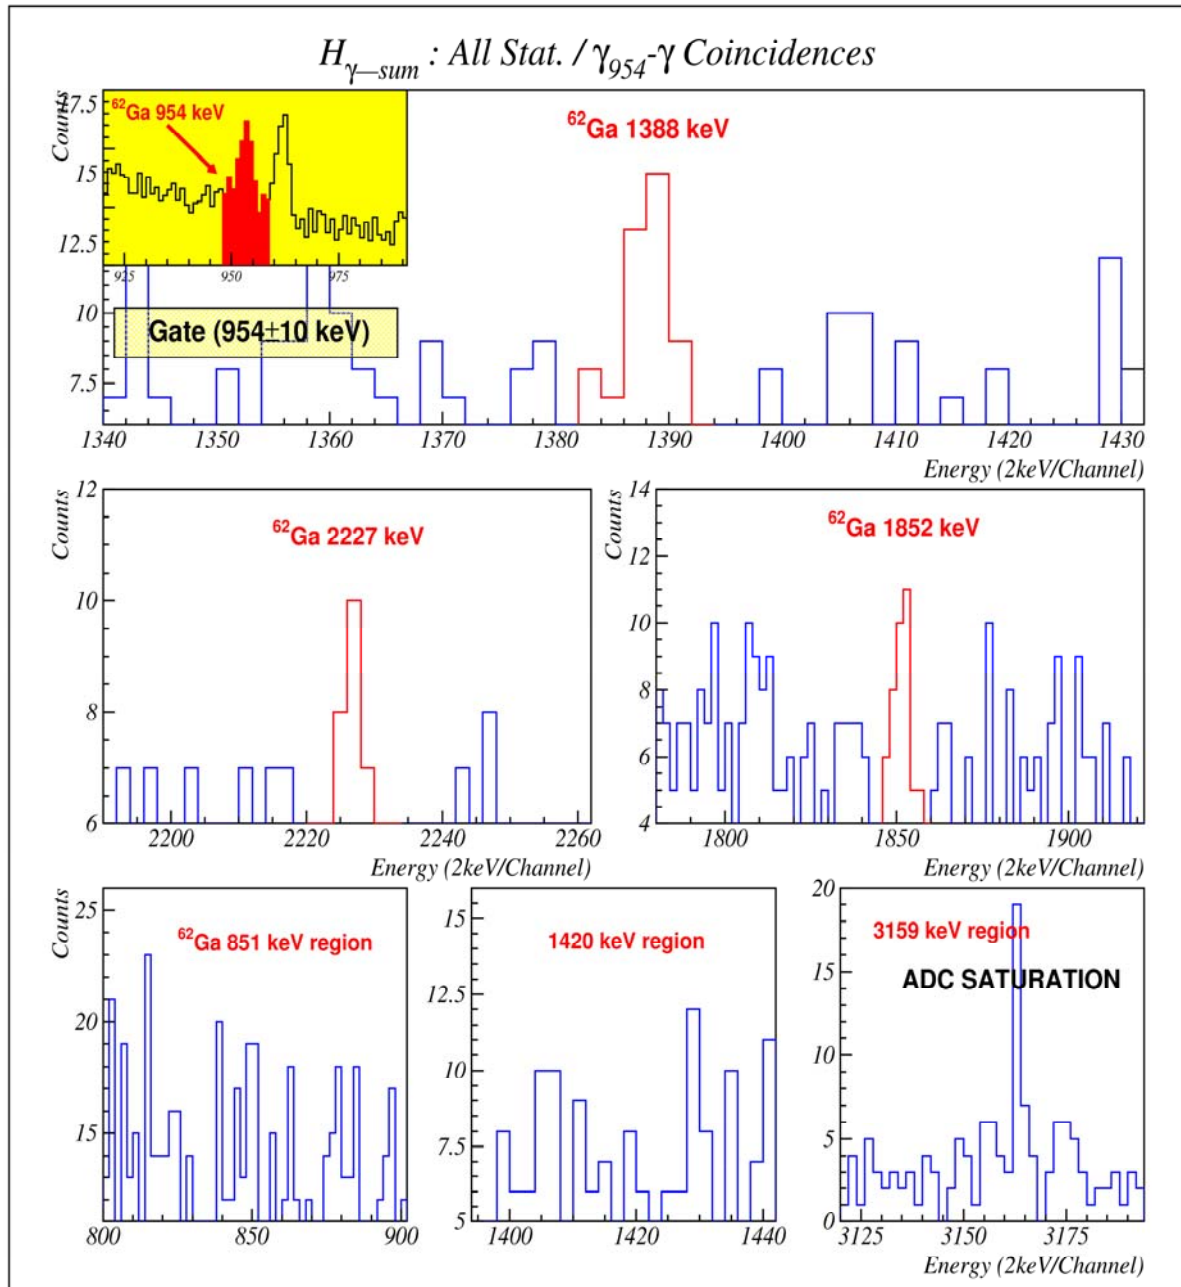 Hγ—sum : All Stat. / γ954-γ Coincidences
Counts
17.5
15
12.5
10
7.5
62Ga 954 keV
925 950 975
Gate (954±10 keV)
62Ga 1388 keV
1340 1350 1360 1370 1380 1390 1400 1410 1420 1430
Energy (2keV/Channel)
Counts
12
10
8
6
62Ga 2227 keV
2200 2220 2240 2260
Energy (2keV/Channel)
Counts
14
12
10
8
6
4
62Ga 1852 keV
1800 1850 1900
Energy (2keV/Channel)
Counts
25
20
15
62Ga 851 keV region
800 850 900
15
12.5
10
7.5
5
1420 keV region
1400 1420 1440
20
15
10
5
0
3159 keV region
ADC SATURATION
3125 3150 3175
Energy (2keV/Channel)